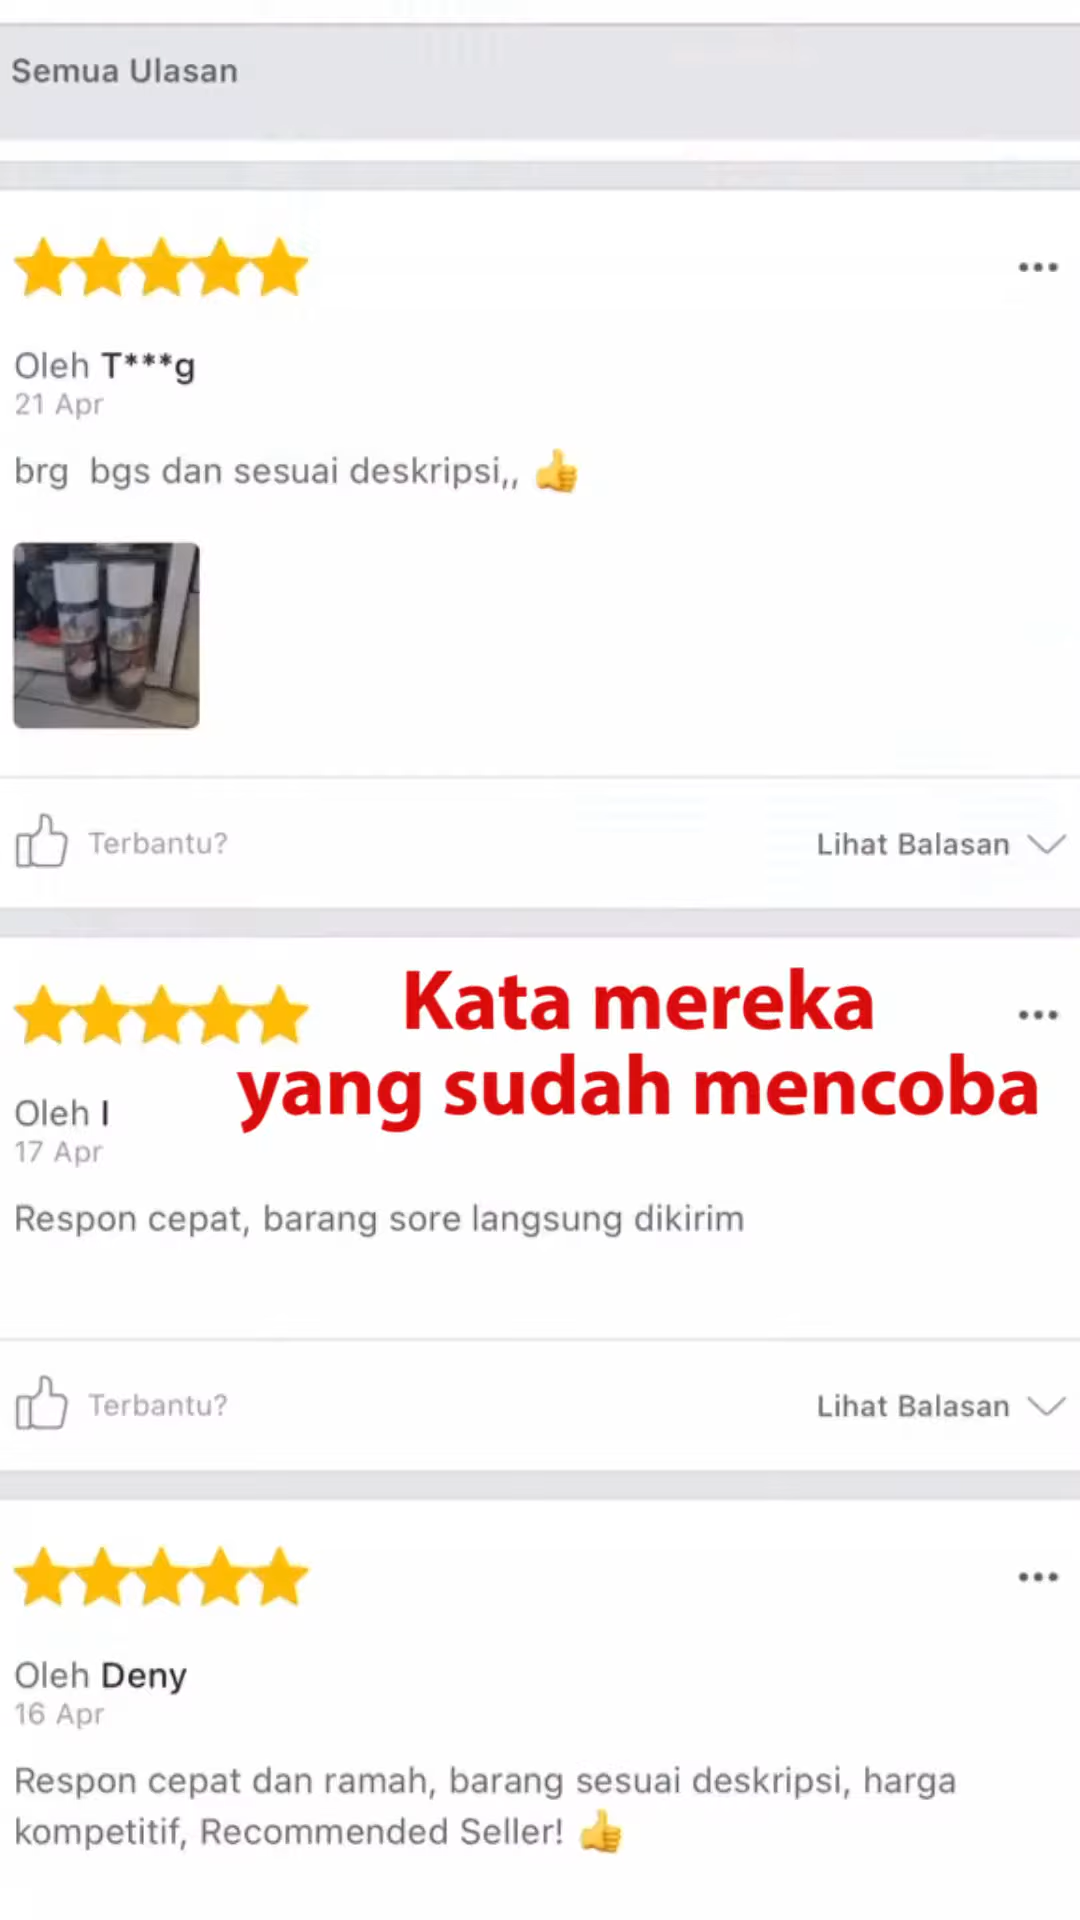 Semua Ulasan
Oleh T***g
21 Apr
brg  bgs dan sesuai deskripsi,, 👍
Terbantu?
Lihat Balasan
Kata mereka
yang sudah mencoba
Oleh I
17 Apr
Respon cepat, barang sore langsung dikirim
Terbantu?
Lihat Balasan
Oleh Deny
16 Apr
Respon cepat dan ramah, barang sesuai deskripsi, harga
kompetitif, Recommended Seller! 👍